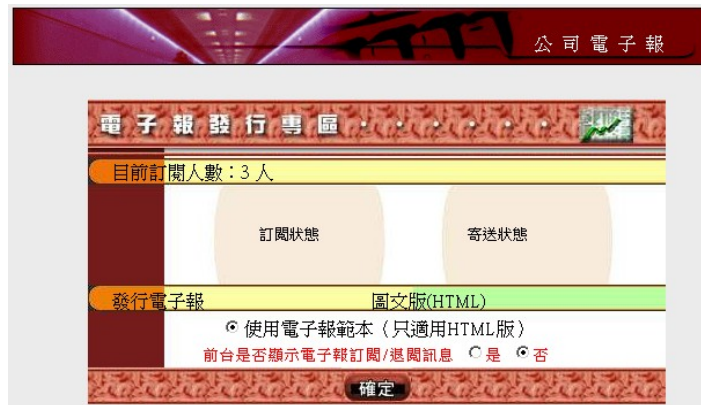 公司電子報
電子報發行專區‧‧‧‧‧‧‧
目前訂閱人數：3 人
訂閱狀態 寄送狀態
發行電子報 圖文版(HTML)
使用電子報範本（只適用HTML版）
前台是否顯示電子報訂閱/退閱訊息 是 否
確定